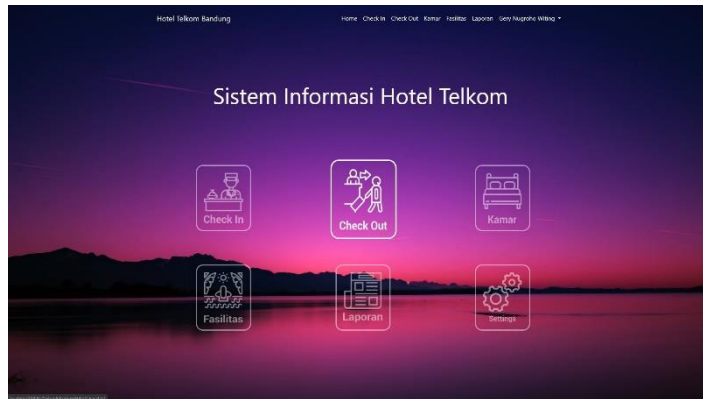 Hotel Telkom Bandung
Home Check In Check Out Kamar Fasilitas Laporan Gery Nugroho Witing
Sistem Informasi Hotel Telkom
Check In
Check Out
Kamar
Fasilitas
Laporan
Settings